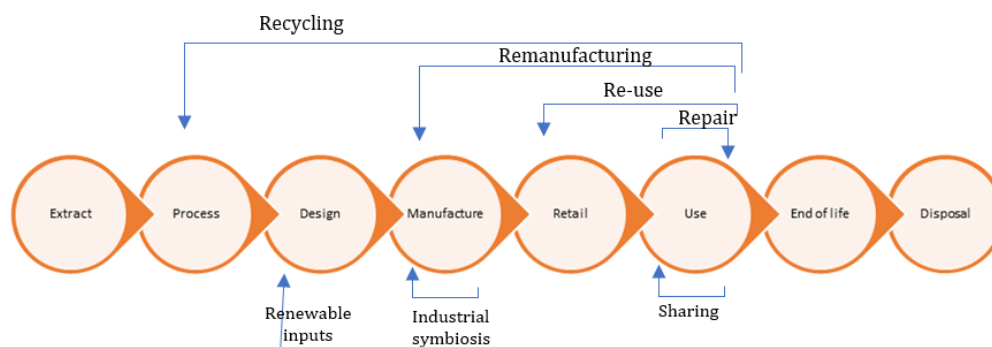 Recycling
Remanufacturing
Re-use
Repair
Extract
Process
Design
Manufacture
Retail
Use
End of life
Disposal
Renewable
inputs
Industrial
symbiosis
Sharing